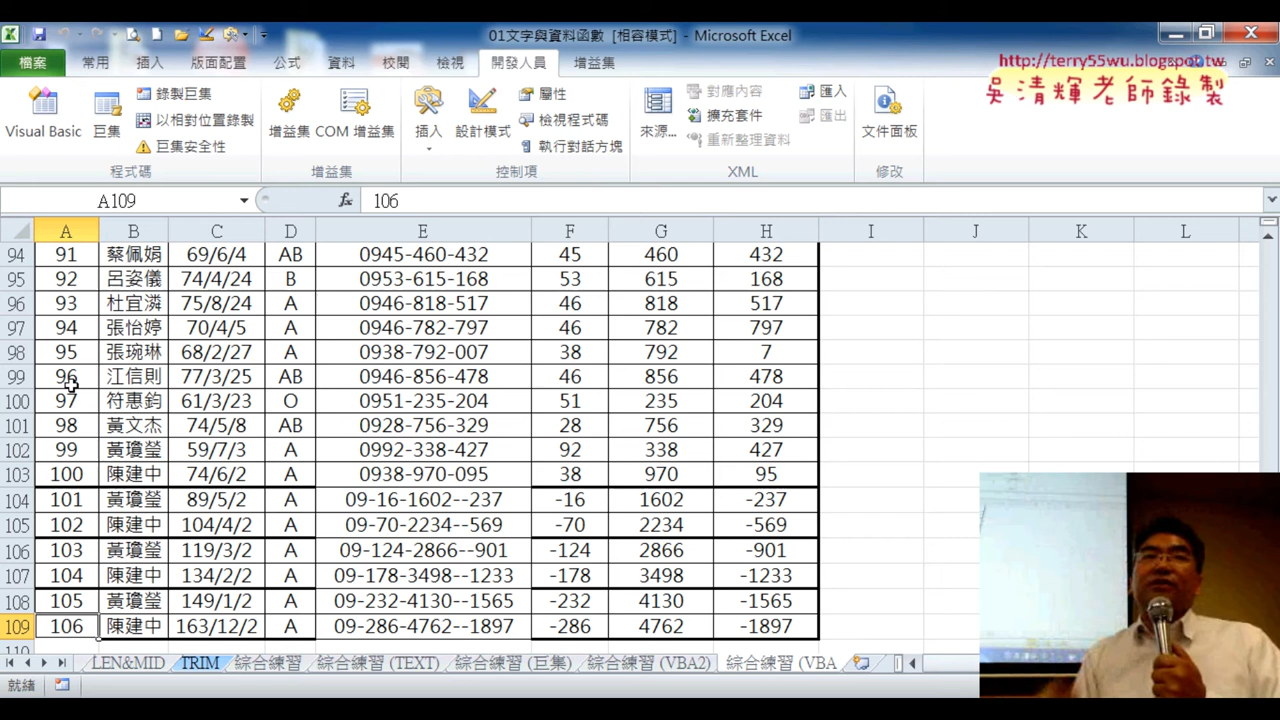 01文字與資料函數 [相容模式] - Microsoft Excel
http://terry55wu.blogspot.tw
吳清輝老師錄製
檔案 常用 插入 版面配置 公式 資料 校閱 檢視 開發人員 增益集
Visual Basic 巨集 錄製巨集 以相對位置錄製 巨集安全性 增益集 COM 增益集 插入 設計模式 屬性 檢視程式碼 執行對話方塊 來源... 對應內容 擴充套件 重新整理資料 匯入 匯出 文件面板
程式碼 增益集 控制項 XML 修改
A109 fx 106
A B C D E F G H I J K L
94 91 蔡佩娟 69/6/4 AB 0945-460-432 45 460 432
95 92 呂姿儀 74/4/24 B 0953-615-168 53 615 168
96 93 杜宜潾 75/8/24 A 0946-818-517 46 818 517
97 94 張怡婷 70/4/5 A 0946-782-797 46 782 797
98 95 張琬琳 68/2/27 A 0938-792-007 38 792 7
99 96 江信則 77/3/25 AB 0946-856-478 46 856 478
100 97 符惠鈞 61/3/23 O 0951-235-204 51 235 204
101 98 黃文杰 74/5/8 AB 0928-756-329 28 756 329
102 99 黃瓊瑩 59/7/3 A 0992-338-427 92 338 427
103 100 陳建中 74/6/2 A 0938-970-095 38 970 95
104 101 黃瓊瑩 89/5/2 A 09-16-1602--237 -16 1602 -237
105 102 陳建中 104/4/2 A 09-70-2234--569 -70 2234 -569
106 103 黃瓊瑩 119/3/2 A 09-124-2866--901 -124 2866 -901
107 104 陳建中 134/2/2 A 09-178-3498--1233 -178 3498 -1233
108 105 黃瓊瑩 149/1/2 A 09-232-4130--1565 -232 4130 -1565
109 106 陳建中 163/12/2 A 09-286-4762--1897 -286 4762 -1897
110
LEN&MID TRIM 綜合練習 綜合練習 (TEXT) 綜合練習 (巨集) 綜合練習 (VBA2) 綜合練習 (VBA
就緒